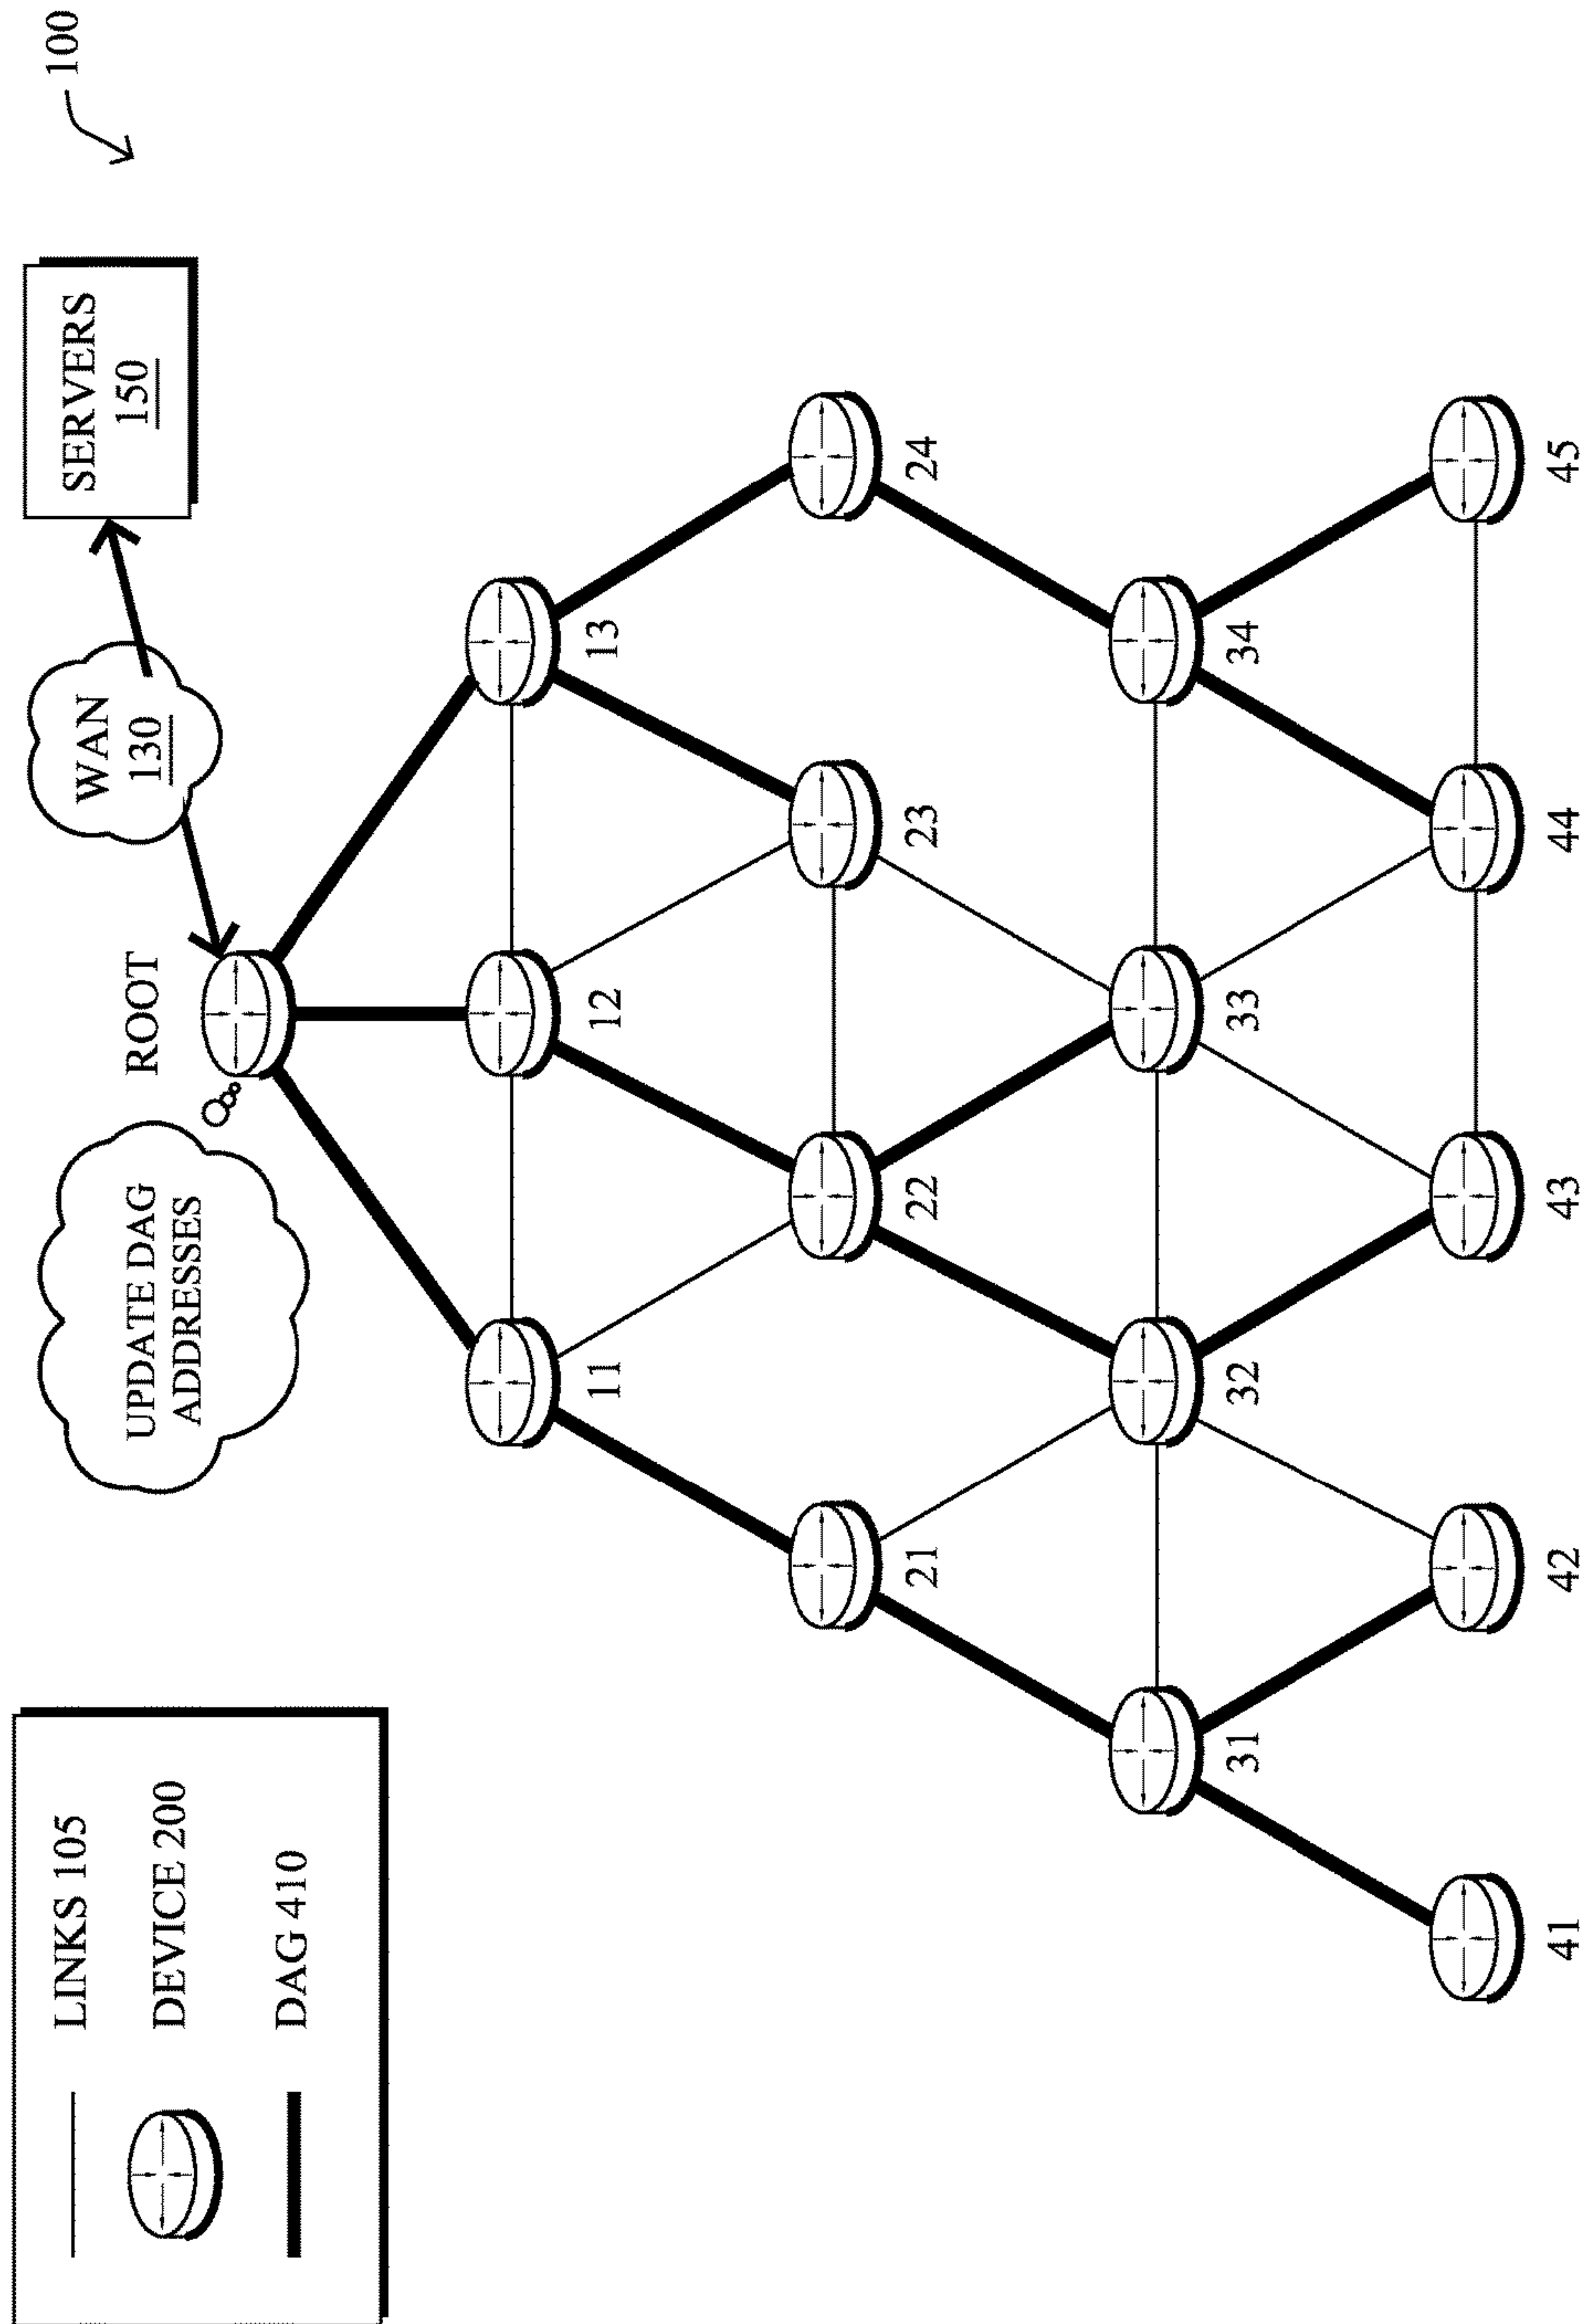 LINKS 105
DEVICE 200
DAG 410
UPDATE DAG
ADDRESSES
ROOT
WAN
130
SERVERS
150
100
11
12
13
21
22
23
24
31
32
33
34
41
42
43
44
45